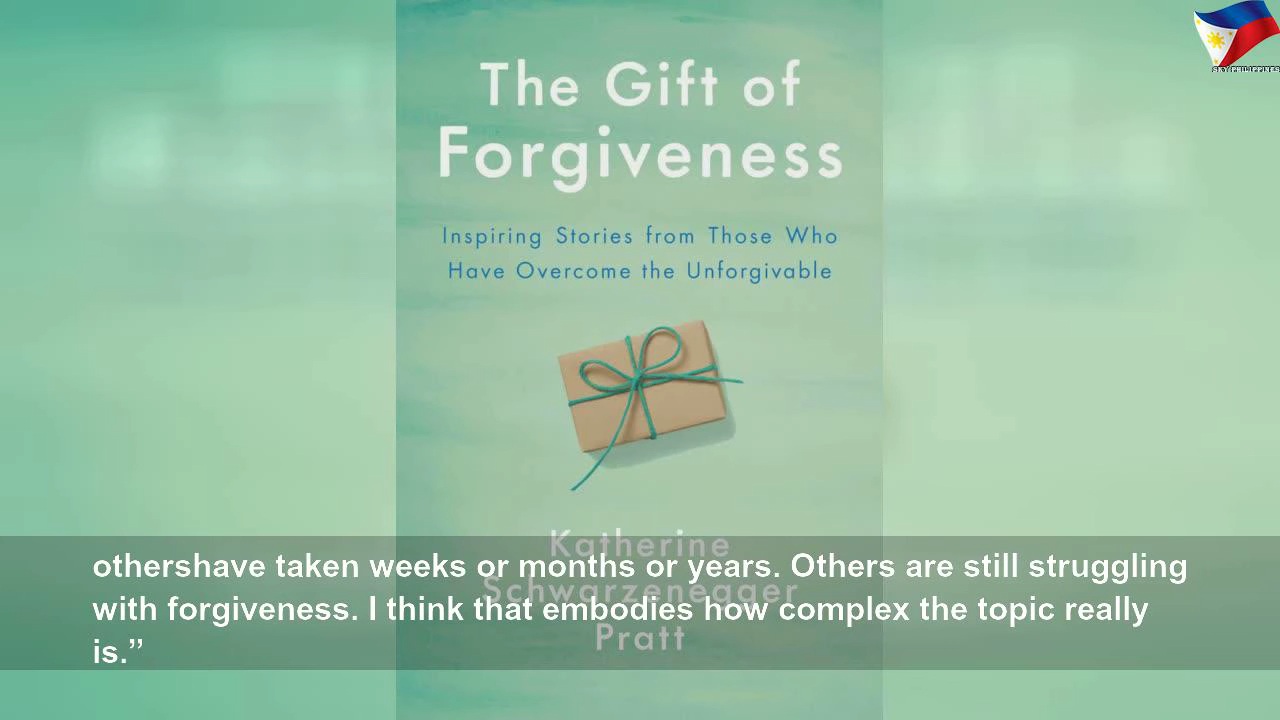 The Gift of
Forgiveness
Inspiring Stories from Those Who
Have Overcome the Unforgivable
Katherine
Schwarzenegger
Pratt
othershave taken weeks or months or years. Others are still struggling
with forgiveness. I think that embodies how complex the topic really
is.”
SKY PHILIPPINES